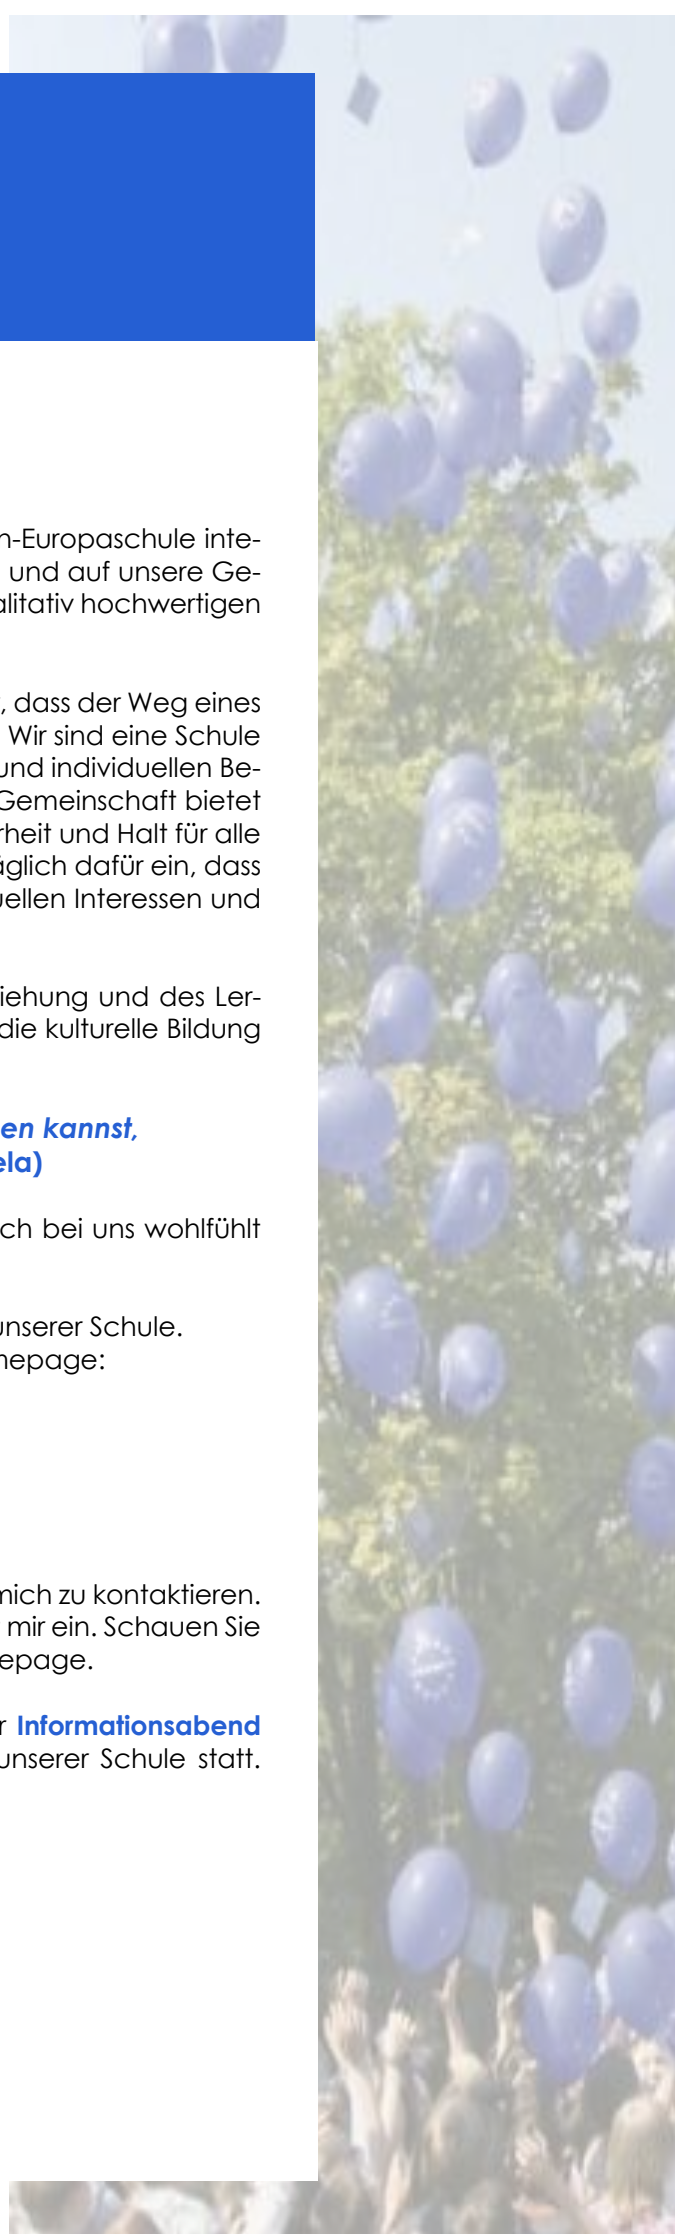 n-Europaschule inte-
und auf unsere Ge-
alitativ hochwertigen
, dass der Weg eines
Wir sind eine Schule
und individuellen Be-
Gemeinschaft bietet
rheit und Halt für alle
äglich dafür ein, dass
uellen Interessen und
iehung und des Ler-
die kulturelle Bildung
en kannst,
ela)
ch bei uns wohlfühlt
unserer Schule.
mepage:
mich zu kontaktieren.
mir ein. Schauen Sie
epage.
r Informationsabend
unserer Schule statt.